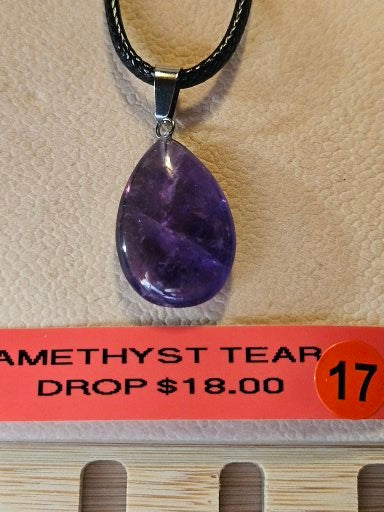 AMETHYST TEAR
DROP $18.00
17